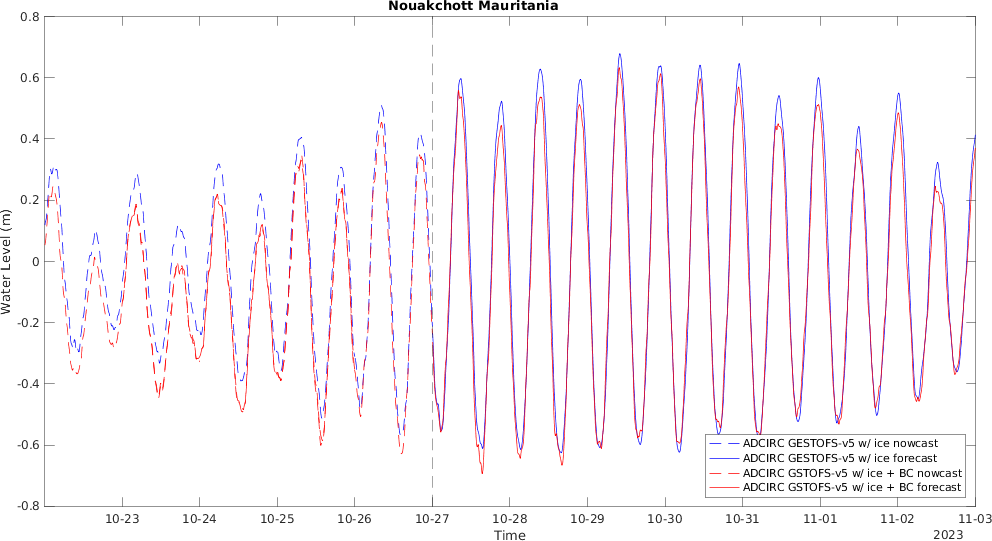 Nouakchott Mauritania
0.8
0.6
0.4
0.2
0
-0.2
-0.4
-0.6
-0.8
Water Level (m)
ADCIRC GESTOFS-v5 w/ ice nowcast
ADCIRC GESTOFS-v5 w/ ice forecast
ADCIRC GSTOFS-v5 w/ ice + BC nowcast
ADCIRC GSTOFS-v5 w/ ice + BC forecast
10-23 10-24 10-25 10-26 10-27 10-28 10-29 10-30 10-31 11-01 11-02 11-03
Time
2023